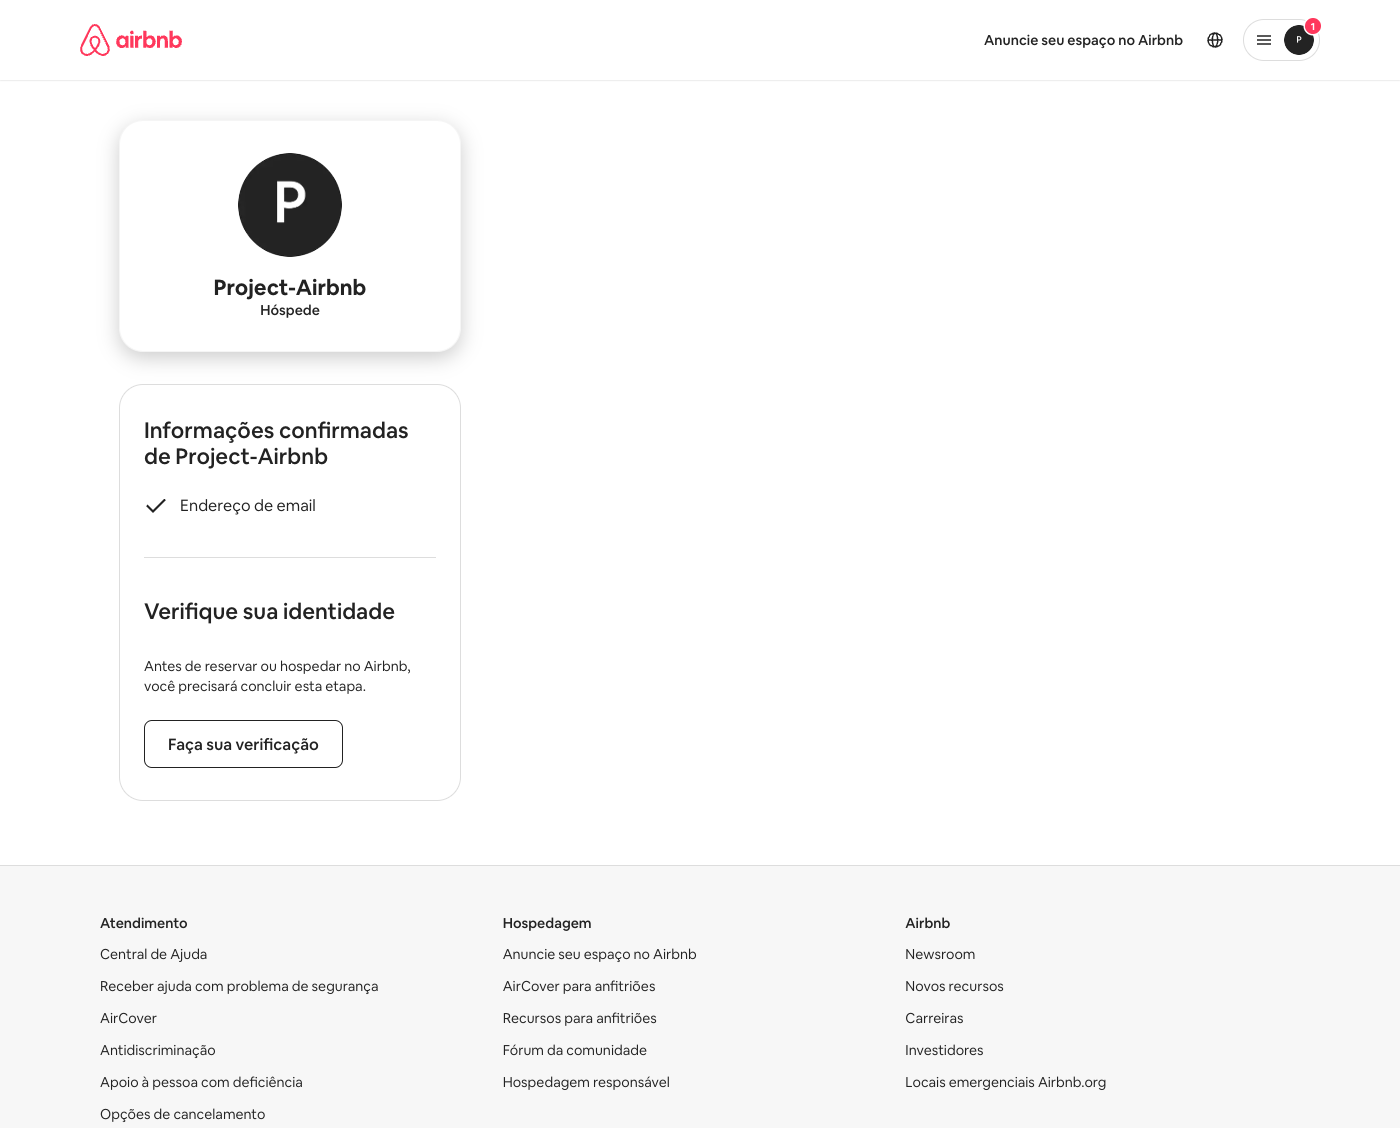 airbnb
Anuncie seu espaço no Airbnb
P
1
P
Project-Airbnb
Hóspede
Informações confirmadas
de Project-Airbnb
Endereço de email
Verifique sua identidade
Antes de reservar ou hospedar no Airbnb,
você precisará concluir esta etapa.
Faça sua verificação
Atendimento
Central de Ajuda
Receber ajuda com problema de segurança
AirCover
Antidiscriminação
Apoio à pessoa com deficiência
Opções de cancelamento
Hospedagem
Anuncie seu espaço no Airbnb
AirCover para anfitriões
Recursos para anfitriões
Fórum da comunidade
Hospedagem responsável
Airbnb
Newsroom
Novos recursos
Carreiras
Investidores
Locais emergenciais Airbnb.org